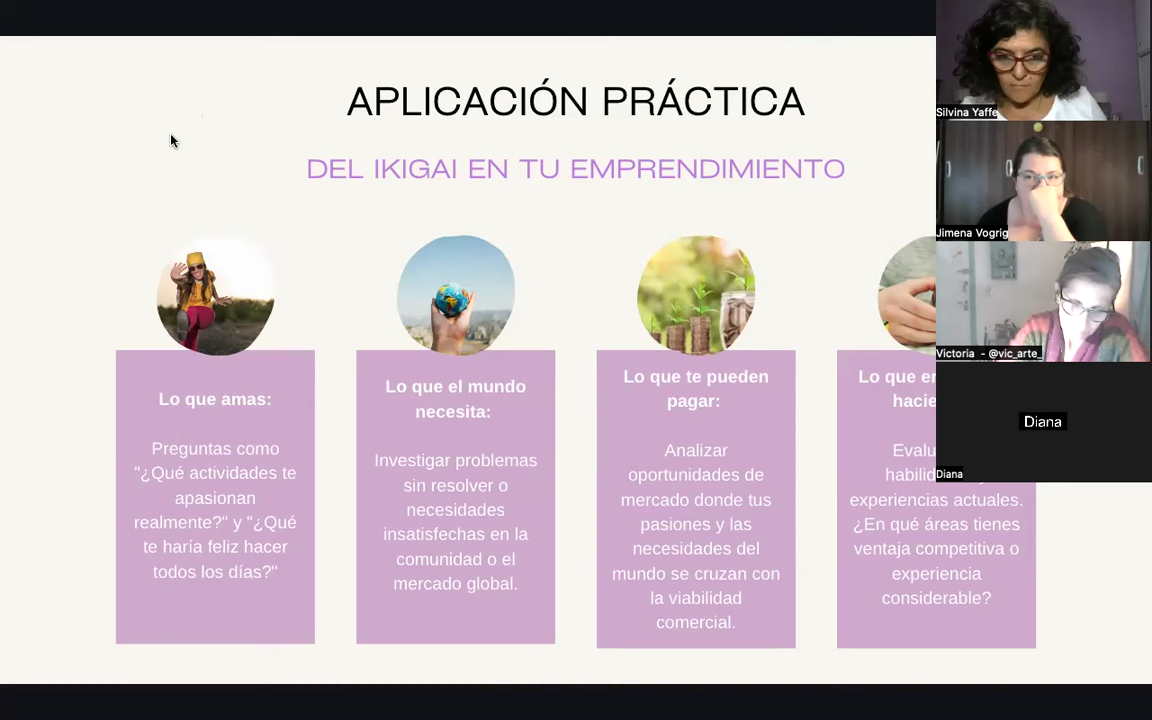 APLICACIÓN PRÁCTICA
DEL IKIGAI EN TU EMPRENDIMIENTO
Lo que amas:
Preguntas como
"¿Qué actividades te
apasionan
realmente?" y "¿Qué
te haría feliz hacer
todos los días?"
Lo que el mundo
necesita:
Investigar problemas
sin resolver o
necesidades
insatisfechas en la
comunidad o el
mercado global.
Lo que te pueden
pagar:
Analizar
oportunidades de
mercado donde tus
pasiones y las
necesidades del
mundo se cruzan con
la viabilidad
comercial.
Lo que
experiencias actuales.
¿En qué áreas tienes
ventaja competitiva o
experiencia
considerable?
Silvina Yaffe
Jimena Vogrig
Victoria - @vic_arte_
Diana
Diana